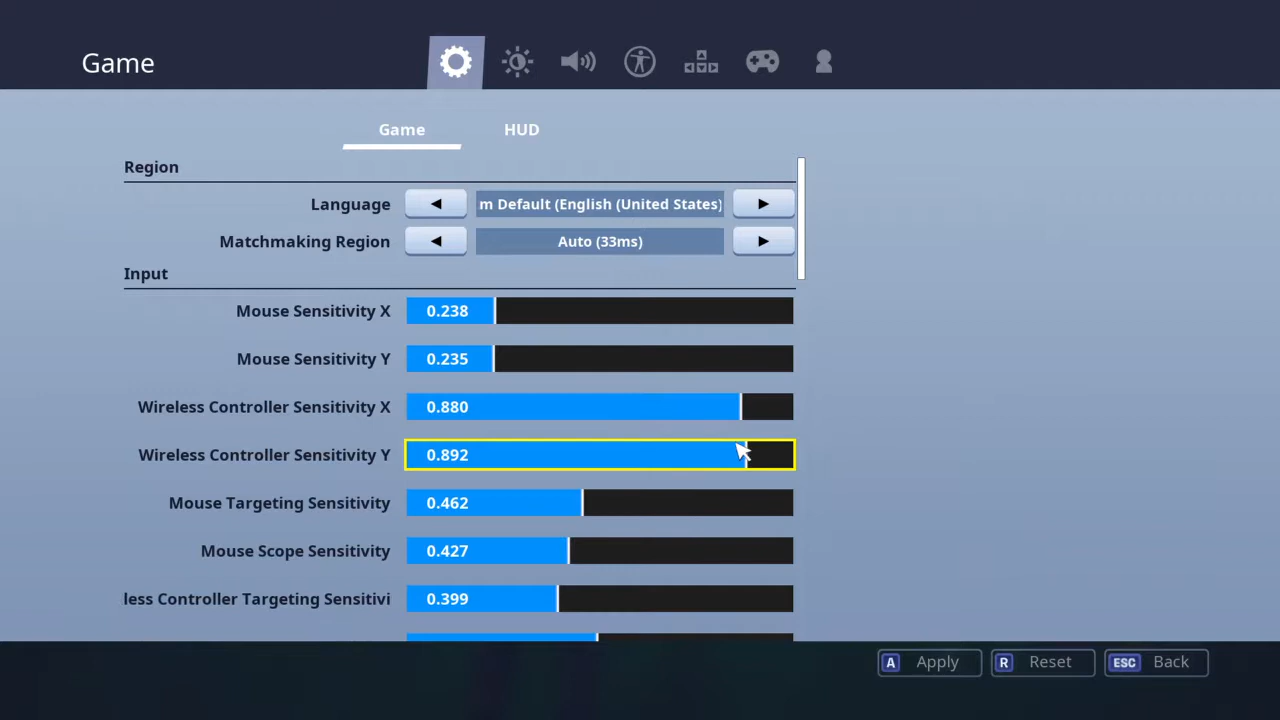 Game
Game HUD
Region
Language m Default (English (United States)
Matchmaking Region Auto (33ms)
Input
Mouse Sensitivity X 0.238
Mouse Sensitivity Y 0.235
Wireless Controller Sensitivity X 0.880
Wireless Controller Sensitivity Y 0.892
Mouse Targeting Sensitivity 0.462
Mouse Scope Sensitivity 0.427
less Controller Targeting Sensitivi 0.399
A Apply R Reset ESC Back